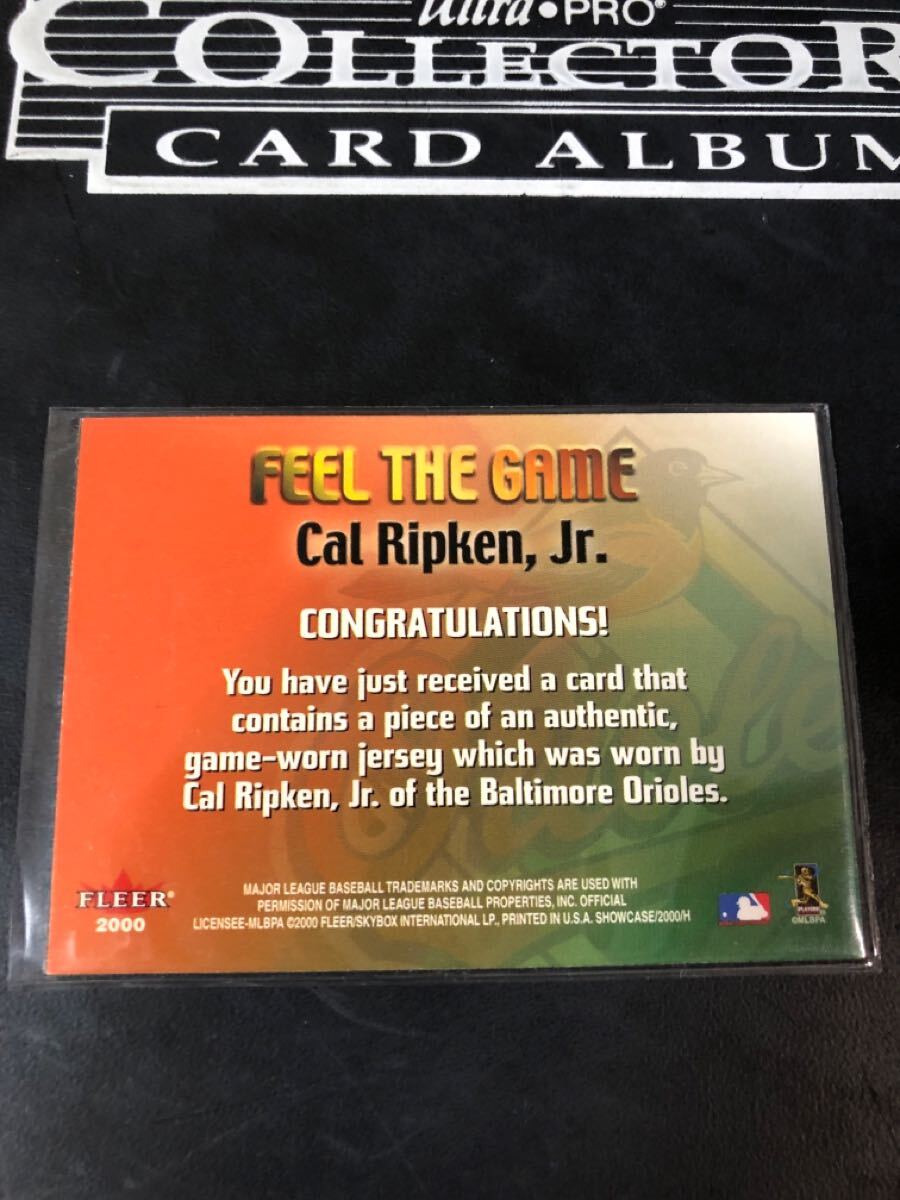 Ultra•PRO®
COLLECTOR
CARD ALBUM
FEEL THE GAME
Cal Ripken, Jr.
CONGRATULATIONS!
You have just received a card that
contains a piece of an authentic,
game-worn jersey which was worn by
Cal Ripken, Jr. of the Baltimore Orioles.
FLEER®
2000
MAJOR LEAGUE BASEBALL TRADEMARKS AND COPYRIGHTS ARE USED WITH
PERMISSION OF MAJOR LEAGUE BASEBALL PROPERTIES, INC. OFFICIAL
LICENSEE-MLBPA ©2000 FLEER/SKYBOX INTERNATIONAL LP., PRINTED IN U.S.A. SHOWCASE/2000/H
PLAYERS
©MLBPA